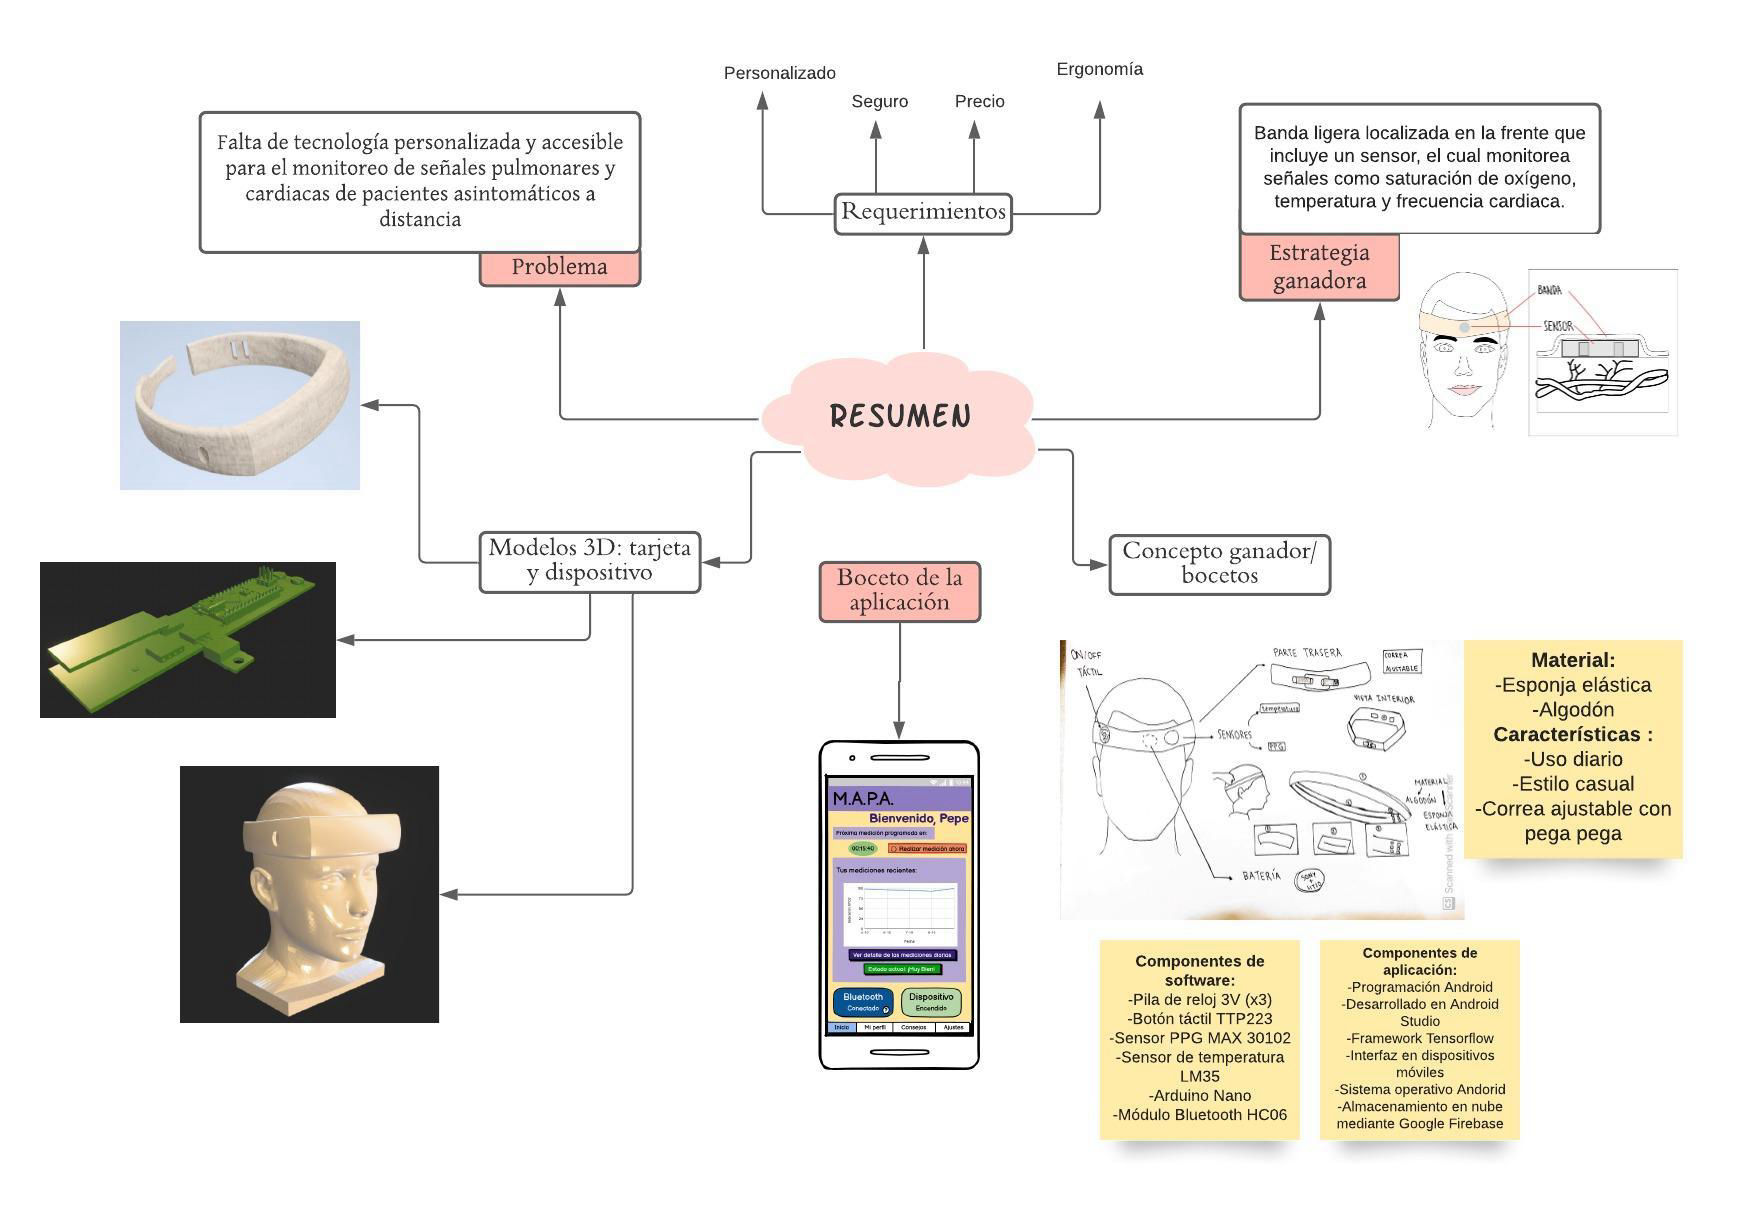 Personalizado
Seguro
Precio
Ergonomía
Requerimientos
Falta de tecnología personalizada y accesible
para el monitoreo de señales pulmonares y
cardiacas de pacientes asintomáticos a
distancia
Problema
Banda ligera localizada en la frente que
incluye un sensor, el cual monitorea
señales como saturación de oxígeno,
temperatura y frecuencia cardiaca.
Estrategia
ganadora
BANDA
SENSOR
RESUMEN
Modelos 3D: tarjeta
y dispositivo
Boceto de la
aplicación
Concepto ganador/
bocetos
M.A.P.A.
Bienvenido, Pepe
Próxima medición programada en:
00:15:40
Realizar medición ahora
Tus mediciones recientes:
Fecha
Ver detalle de las mediciones diarias
Estado actual: ¡Muy Bien!
Bluetooth
Conectado
Dispositivo
Encendido
Inicio
Mi perfil
Consejos
Ajustes
ON/OFF
TÁCTIL
PARTE TRASERA
CORREA
AJUSTABLE
VISTA INTERIOR
temperatura
SENSORES
PPG
MATERIAL
ALGODÓN
ESPONJA
ELÁSTICA
BATERÍA
CS Scanned with
Material:
-Esponja elástica
-Algodón
Características :
-Uso diario
-Estilo casual
-Correa ajustable con
pega pega
Componentes de
software:
-Pila de reloj 3V (x3)
-Botón táctil TTP223
-Sensor PPG MAX 30102
-Sensor de temperatura
LM35
-Arduino Nano
-Módulo Bluetooth HC06
Componentes de
aplicación:
-Programación Android
-Desarrollado en Android
Studio
-Framework Tensorflow
-Interfaz en dispositivos
móviles
-Sistema operativo Andorid
-Almacenamiento en nube
mediante Google Firebase